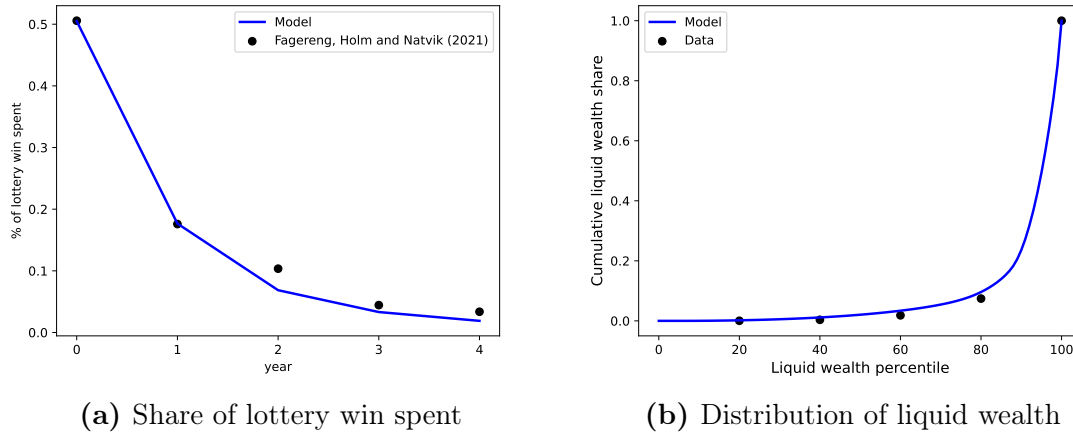 0.5
0.4
0.3
0.2
0.1
0.0
% of lottery win spent
Model
Fagereng, Holm and Natvik (2021)
0 1 2 3 4
year
(a) Share of lottery win spent
1.0
0.8
0.6
0.4
0.2
0.0
Cumulative liquid wealth share
Model
Data
0 20 40 60 80 100
Liquid wealth percentile
(b) Distribution of liquid wealth